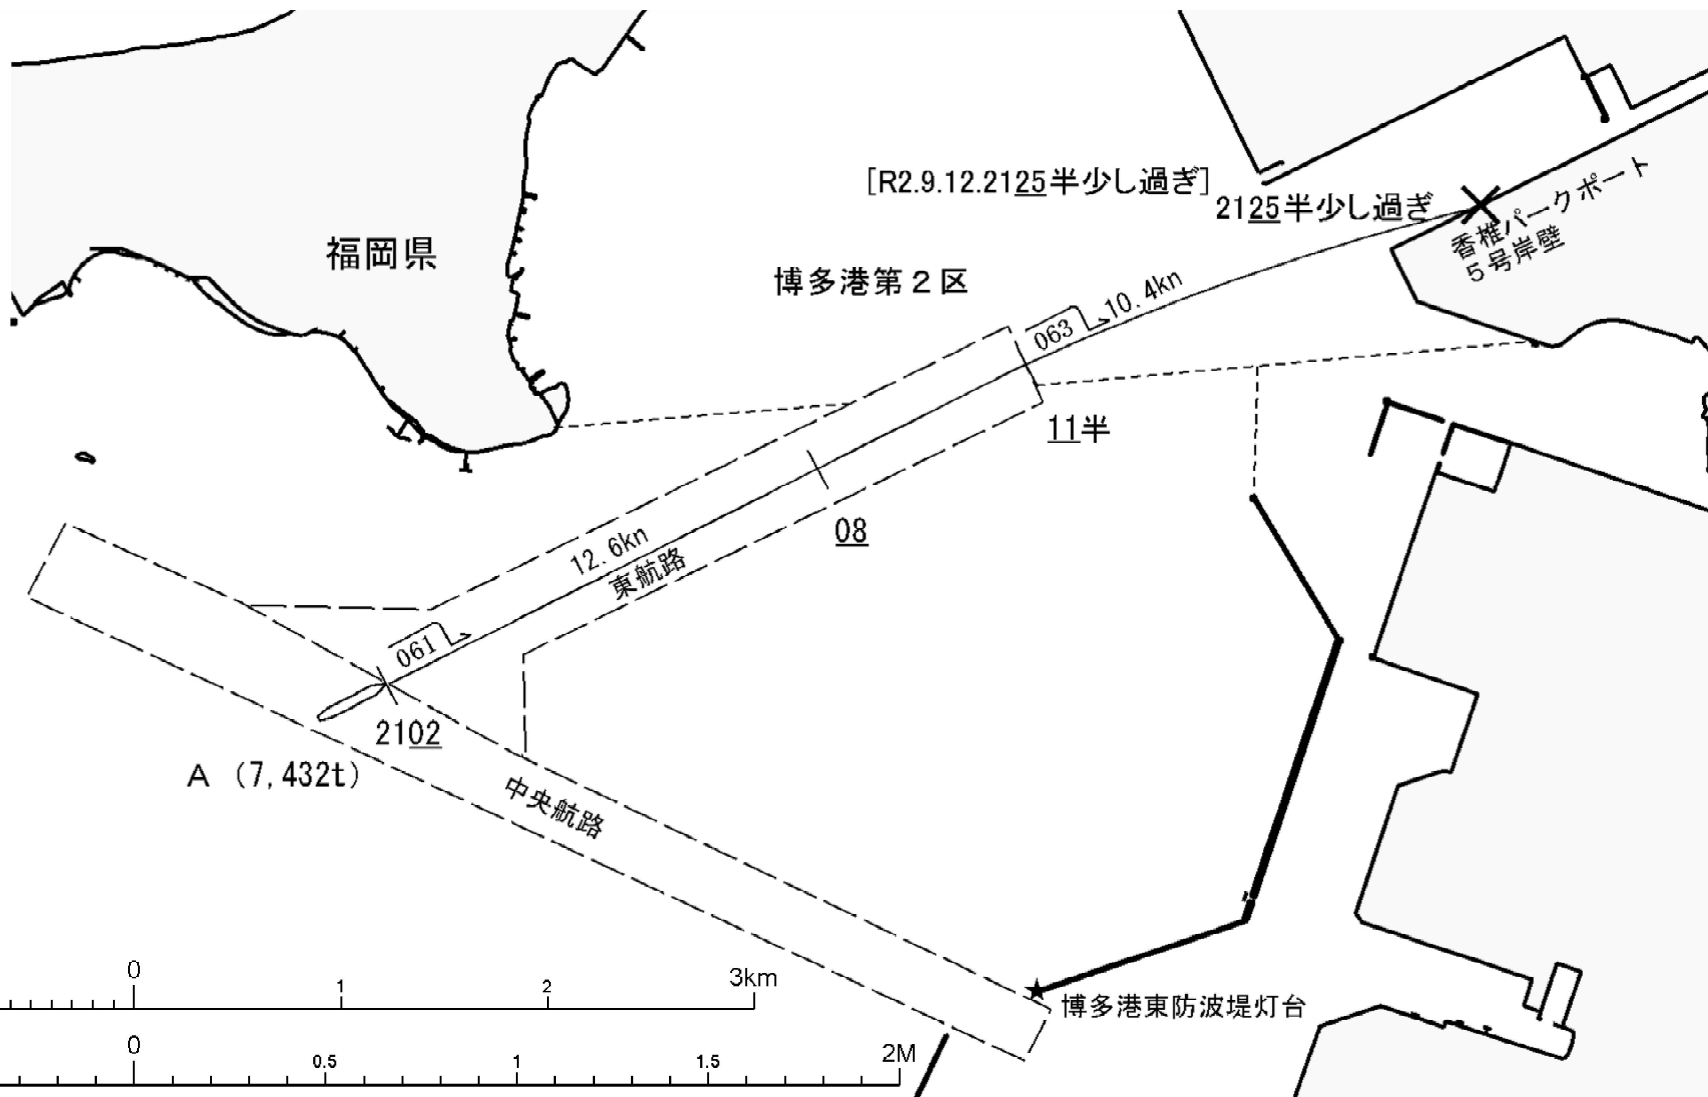 [R2.9.12.2125半少し過ぎ]
2125半少し過ぎ
香椎パークポート
５号岸壁
福岡県
博多港第２区
063
10.4kn
11半
08
12.6kn
東航路
061
2102
A (7,432t)
中央航路
博多港東防波堤灯台
0 1 2 3km
0 0.5 1 1.5 2M